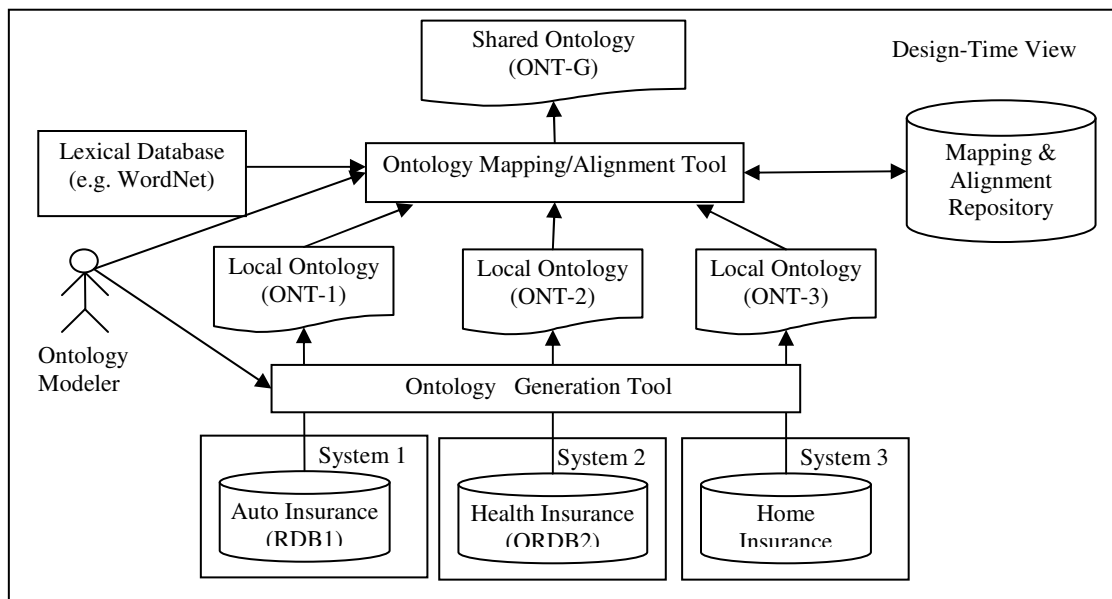 Shared Ontology
(ONT-G)
Design-Time View
Lexical Database
(e.g. WordNet)
Ontology Mapping/Alignment Tool
Mapping &
Alignment
Repository
Local Ontology
(ONT-1)
Local Ontology
(ONT-2)
Local Ontology
(ONT-3)
Ontology
Modeler
Ontology Generation Tool
System 1
Auto Insurance
(RDB1)
System 2
Health Insurance
(ORDB2)
System 3
Home
Insurance